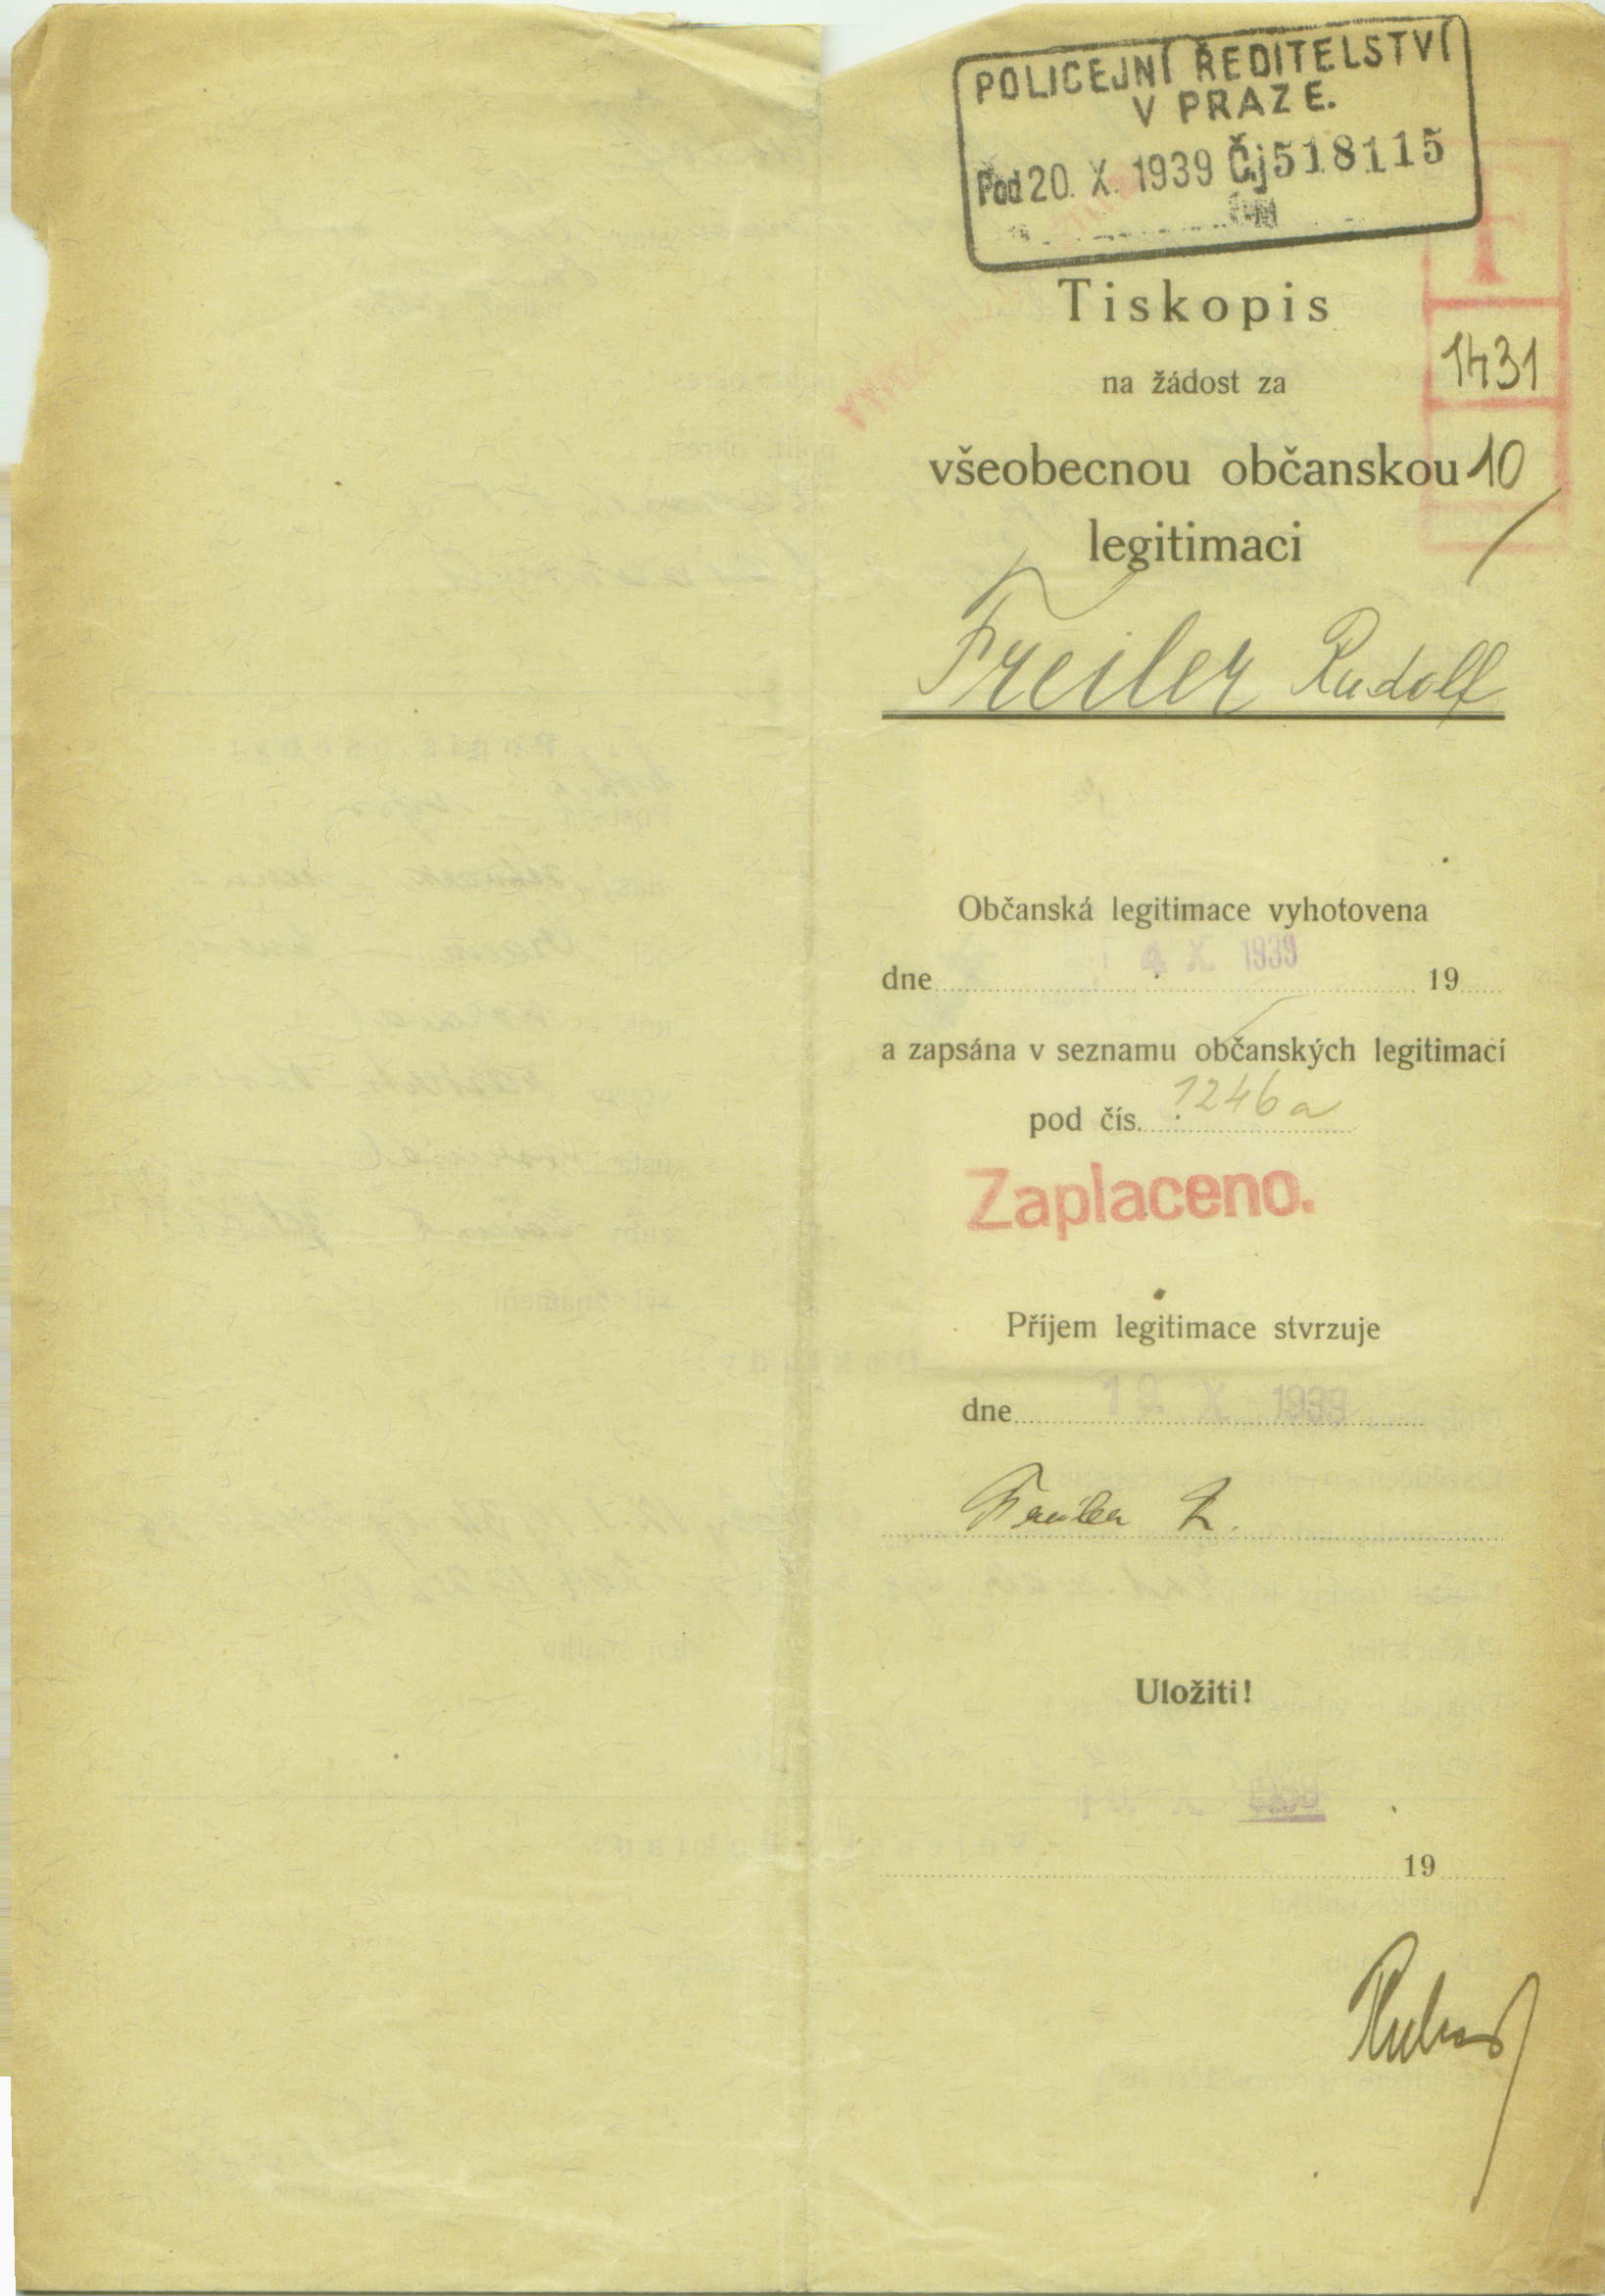 POLICEJNÍ ŘEDITELSTVÍ
V PRAZE.
Pod 20. X. 1939 Čj 518115
F
Tiskopis
1431
na žádost za
všeobecnou občanskou 10
legitimaci
Freiler Rudolf
Občanská legitimace vyhotovena
dne 4 X 1939 19
a zapsána v seznamu občanských legitimací
pod čís. 1246a
Zaplaceno.
Příjem legitimace stvrzuje
dne X 1939
Freiler R.
Uložiti!
19